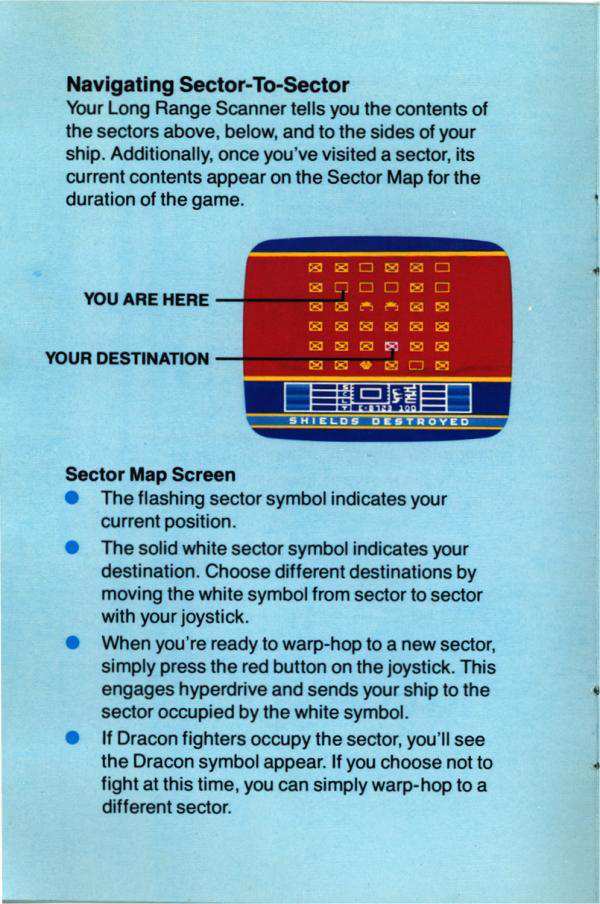 Navigating Sector-To-Sector
Your Long Range Scanner tells you the contents of
the sectors above, below, and to the sides of your
ship. Additionally, once you've visited a sector, its
current contents appear on the Sector Map for the
duration of the game.
YOU ARE HERE
YOUR DESTINATION
SHIELDS DESTROYED
Sector Map Screen
● The flashing sector symbol indicates your
current position.
● The solid white sector symbol indicates your
destination. Choose different destinations by
moving the white symbol from sector to sector
with your joystick.
● When you're ready to warp-hop to a new sector,
simply press the red button on the joystick. This
engages hyperdrive and sends your ship to the
sector occupied by the white symbol.
● If Dracon fighters occupy the sector, you'll see
the Dracon symbol appear. If you choose not to
fight at this time, you can simply warp-hop to a
different sector.